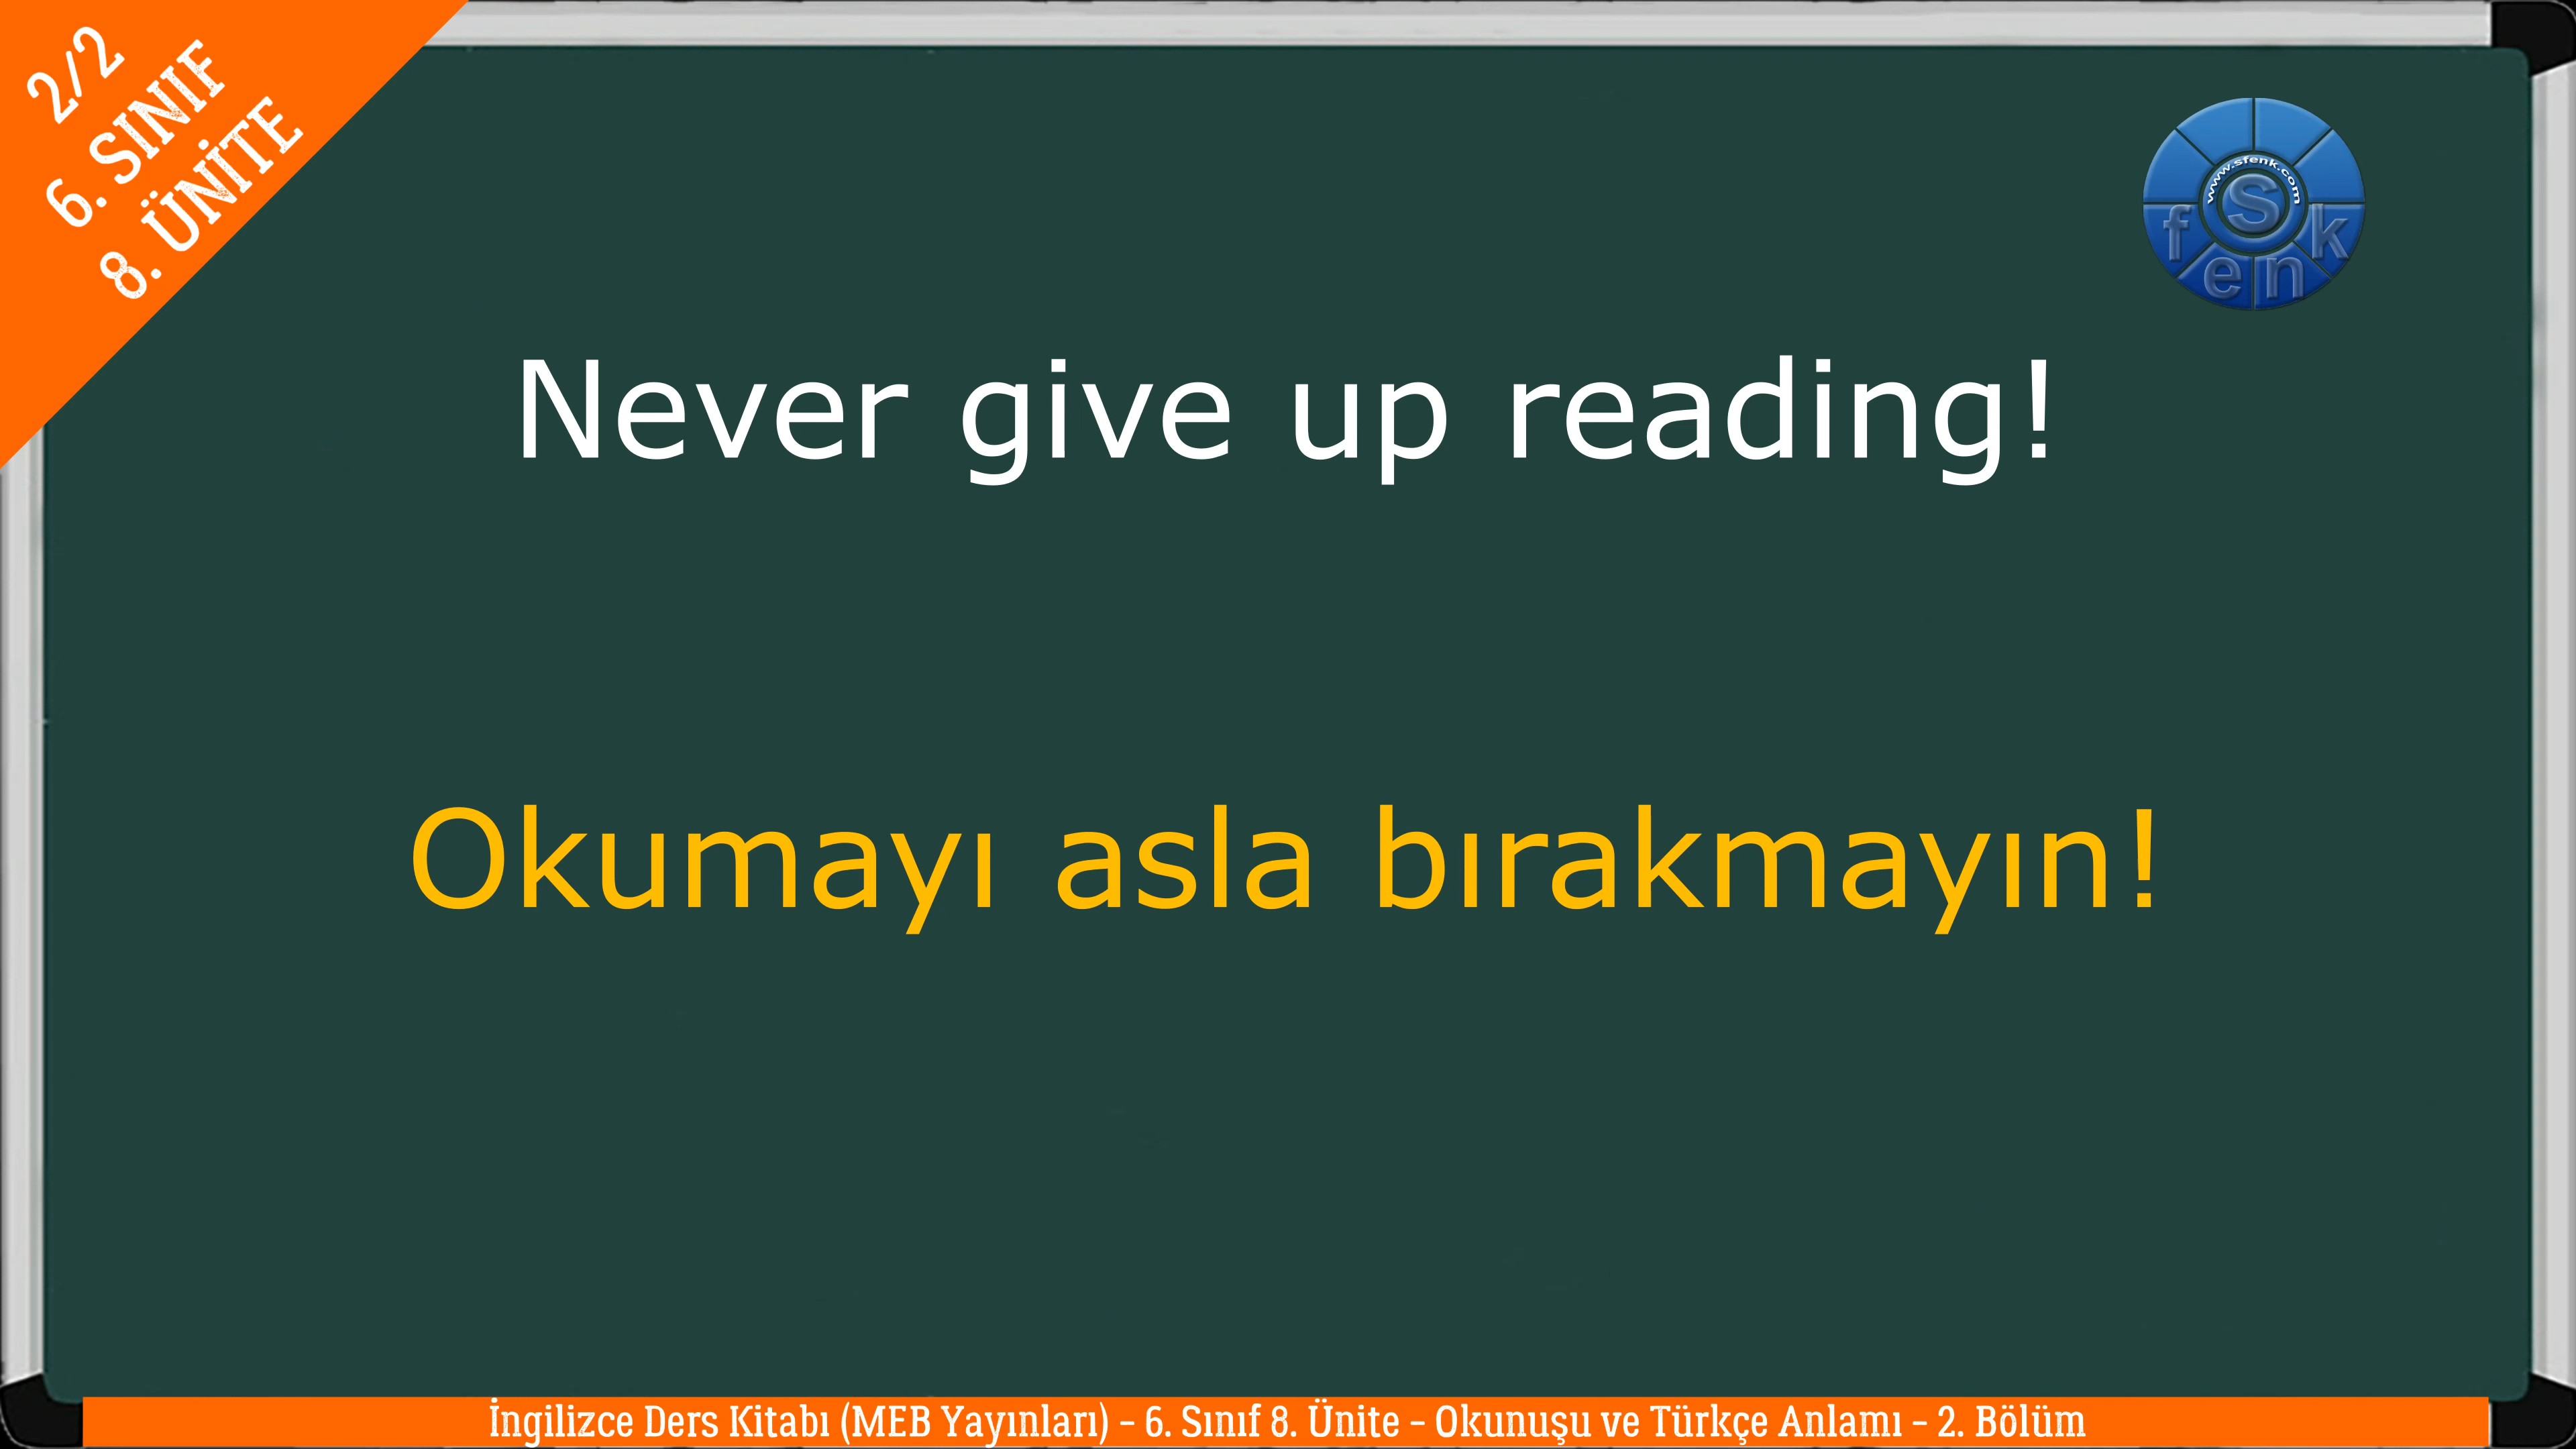 2/2
6. SINIF
8. ÜNİTE
www.sfenk.com
S
f e n k
Never give up reading!
Okumayı asla bırakmayın!
İngilizce Ders Kitabı (MEB Yayınları) – 6. Sınıf 8. Ünite – Okunuşu ve Türkçe Anlamı – 2. Bölüm